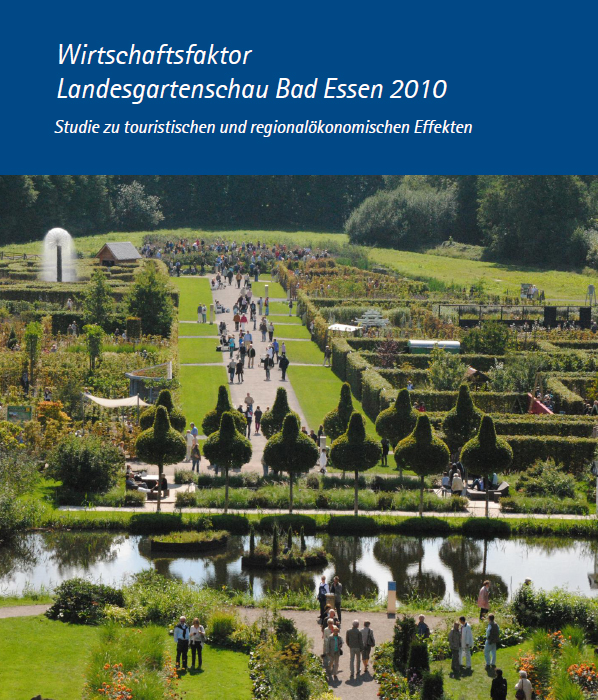 Wirtschaftsfaktor
Landesgartenschau Bad Essen 2010
Studie zu touristischen und regionalökonomischen Effekten